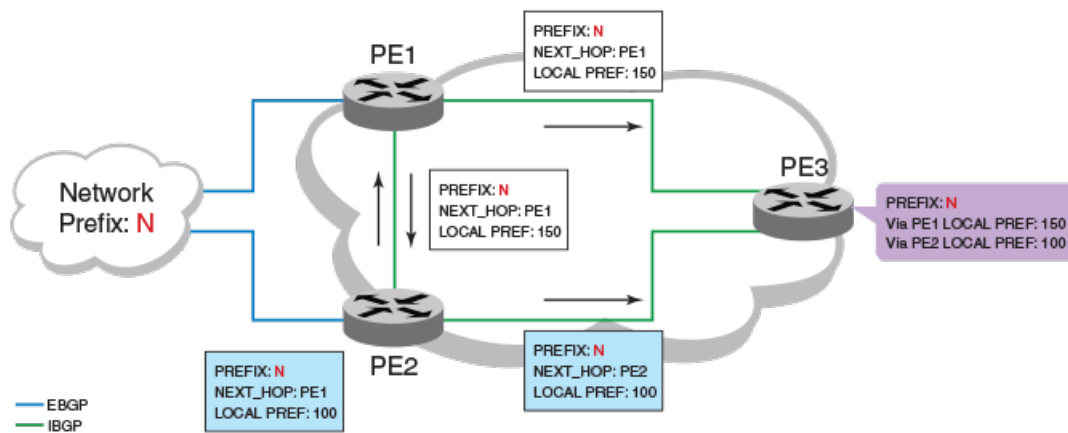 PREFIX: N
NEXT_HOP: PE1
LOCAL PREF: 150
PE1
PE3
Network
Prefix: N
PREFIX: N
NEXT_HOP: PE1
LOCAL PREF: 150
PREFIX: N
Via PE1 LOCAL PREF: 150
Via PE2 LOCAL PREF: 100
PE2
PREFIX: N
NEXT_HOP: PE1
LOCAL PREF: 100
PREFIX: N
NEXT_HOP: PE2
LOCAL PREF: 100
EBGP
IBGP